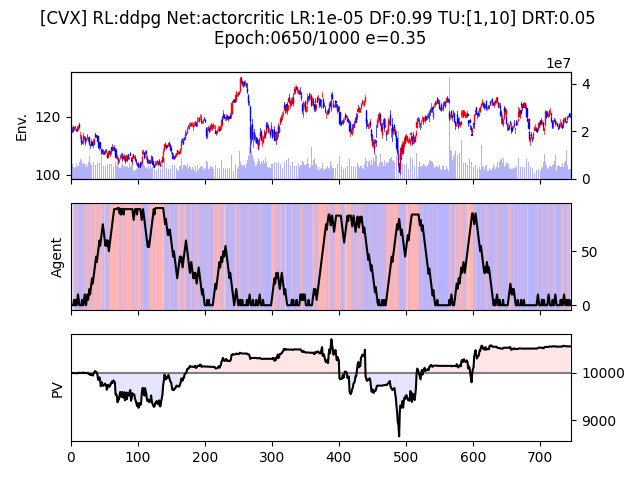 [CVX] RL:ddpg Net:actorcritic LR:1e-05 DF:0.99 TU:[1,10] DRT:0.05
Epoch:0650/1000 e=0.35
1e7
Env.
120
100
4
2
0
Agent
50
0
PV
10000
9000
0 100 200 300 400 500 600 700